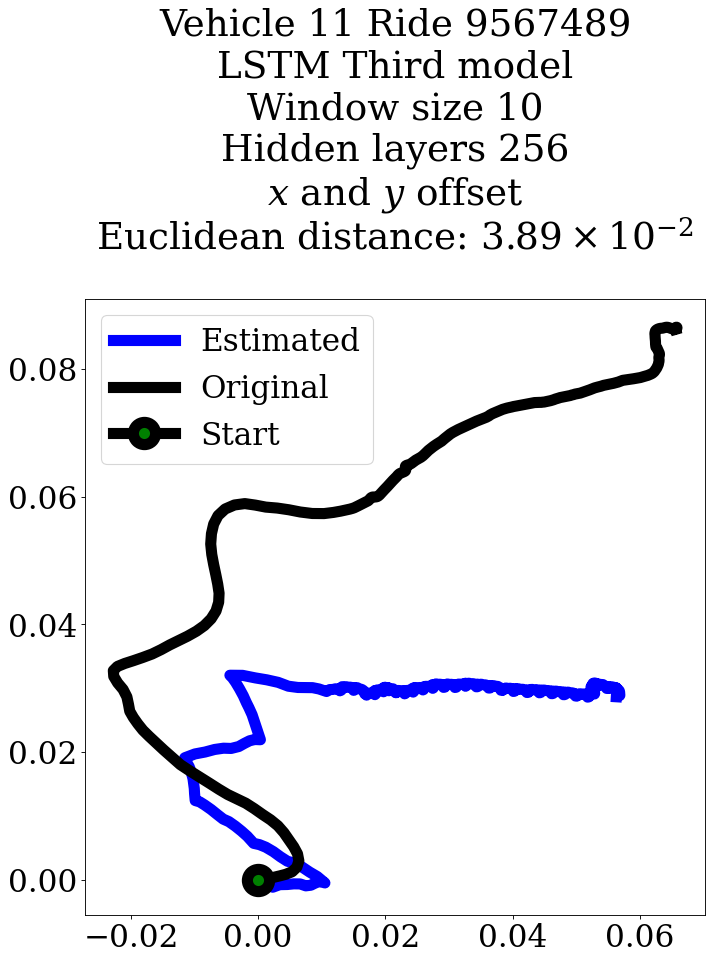 Vehicle 11 Ride 9567489
LSTM Third model
Window size 10
Hidden layers 256
x and y offset
Euclidean distance: 3.89 × 10⁻²
Estimated
Original
Start
0.08
0.06
0.04
0.02
0.00
−0.02 0.00 0.02 0.04 0.06